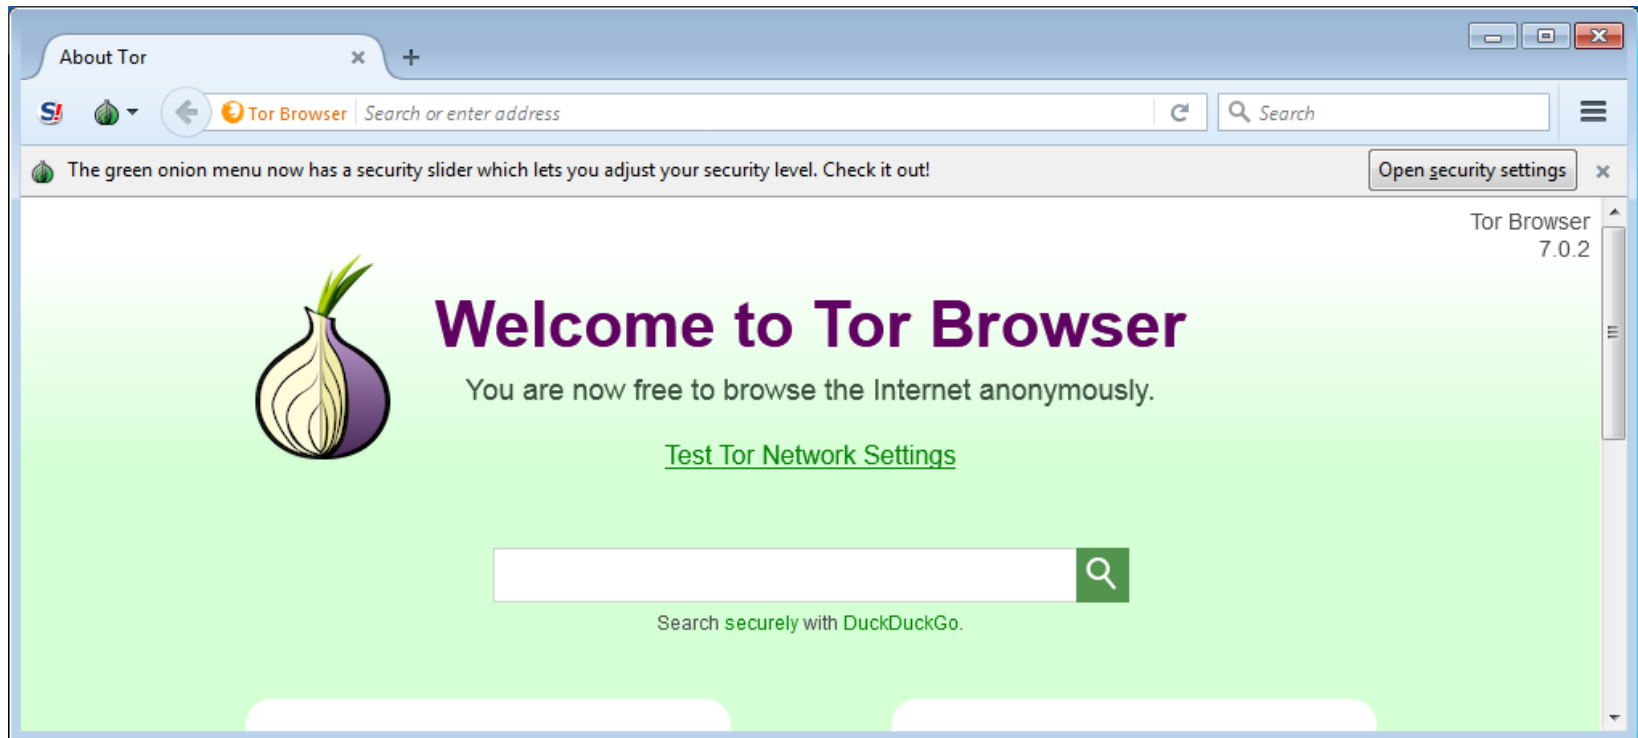 About Tor
S!
Tor Browser Search or enter address
Search
The green onion menu now has a security slider which lets you adjust your security level. Check it out!
Open security settings
Tor Browser
7.0.2
Welcome to Tor Browser
You are now free to browse the Internet anonymously.
Test Tor Network Settings
Search securely with DuckDuckGo.